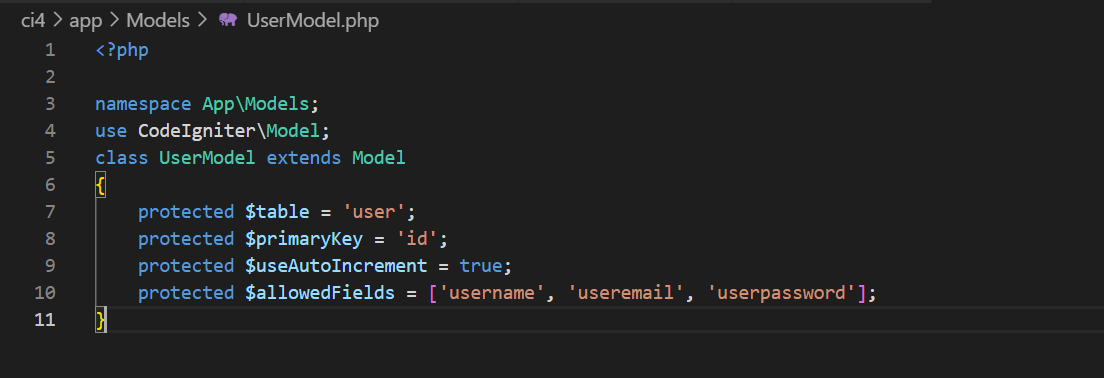 ci4 > app > Models > UserModel.php
1 <?php
2
3 namespace App\Models;
4 use CodeIgniter\Model;
5 class UserModel extends Model
6 {
7     protected $table = 'user';
8     protected $primaryKey = 'id';
9     protected $useAutoIncrement = true;
10     protected $allowedFields = ['username', 'useremail', 'userpassword'];
11 }